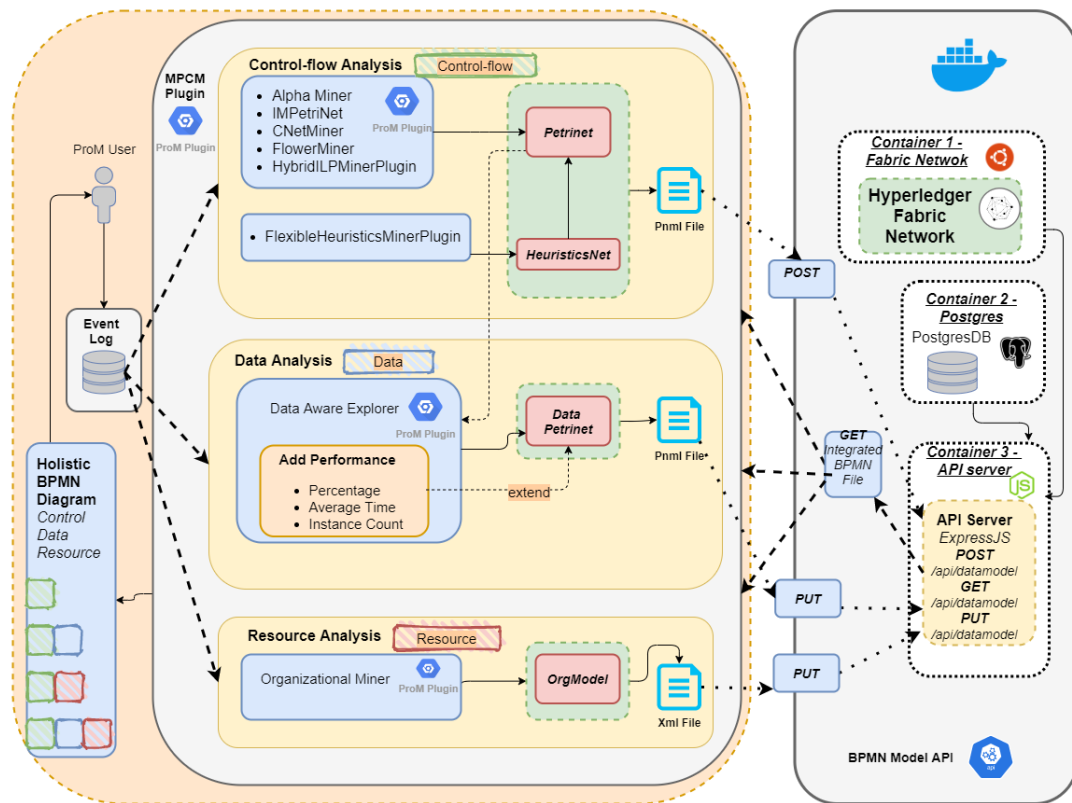 MPCM
Plugin
ProM Plugin
ProM User
Event
Log
Holistic
BPMN
Diagram
Control
Data
Resource
Control-flow Analysis
Control-flow
Alpha Miner
IMPetriNet
CNetMiner
FlowerMiner
HybridILPMinerPlugin
ProM Plugin
FlexibleHeuristicsMinerPlugin
Petrinet
HeuristicsNet
Pnml File
Data Analysis
Data
Data Aware Explorer
ProM Plugin
Add Performance
Percentage
Average Time
Instance Count
extend
Data
Petrinet
Pnml File
Resource Analysis
Resource
Organizational Miner
ProM Plugin
OrgModel
Xml File
POST
GET
Integrated
BPMN
File
PUT
PUT
Container 1 -
Fabric Netwok
Hyperledger
Fabric
Network
Container 2 -
Postgres
PostgresDB
Container 3 -
API server
JS
API Server
ExpressJS
POST
/api/datamodel
GET
/api/datamodel
PUT
/api/datamodel
BPMN Model API
api